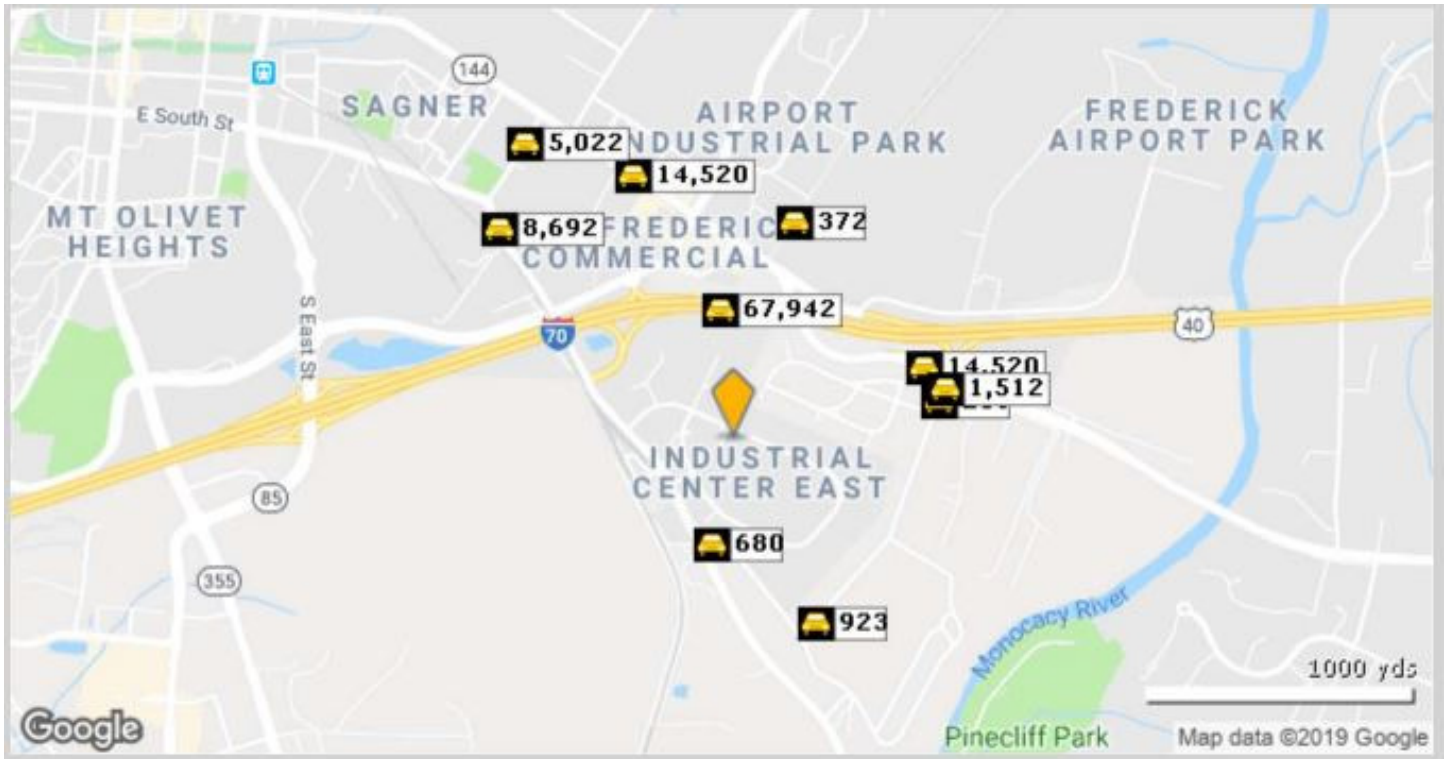 144
SAGNER
AIRPORT
INDUSTRIAL PARK
FREDERICK
AIRPORT PARK
E South St
5,022
14,520
MT OLIVET
HEIGHTS
8,692
FREDERIC
COMMERCIAL
372
67,942
S East St
70
40
14,520
1,512
INDUSTRIAL
CENTER EAST
85
680
355
923
Monocacy River
1000 yds
Google
Pinecliff Park
Map data ©2019 Google